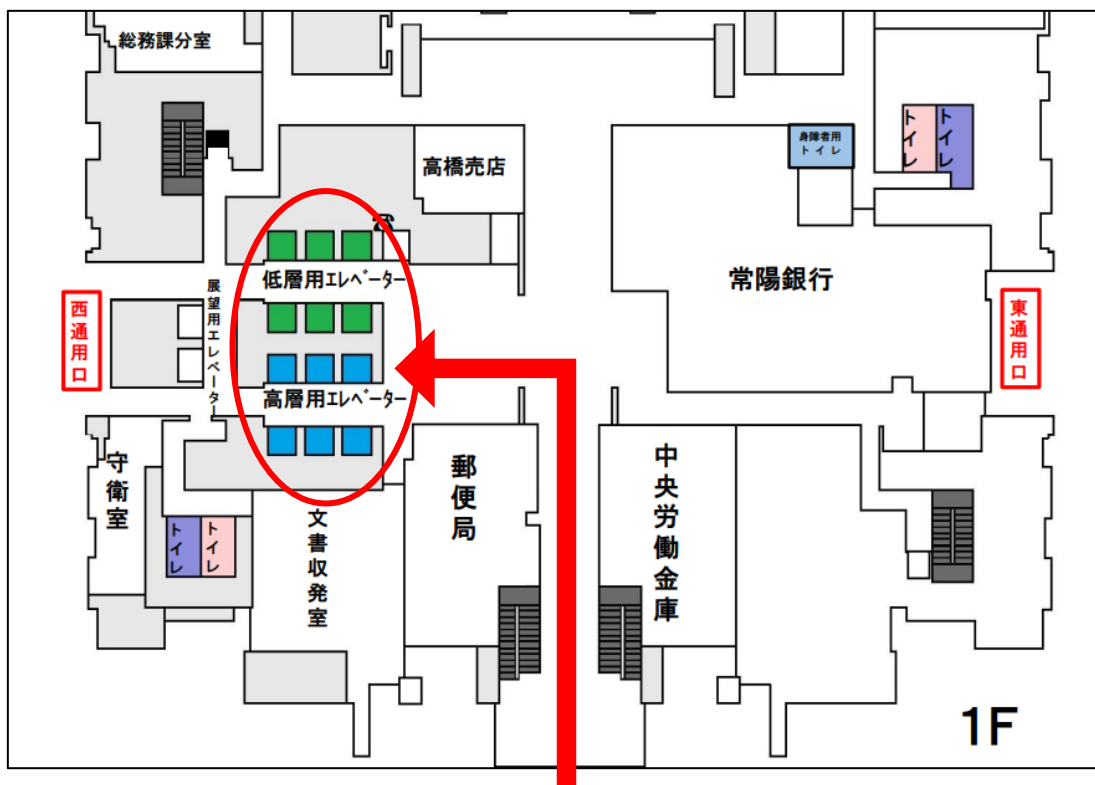 総務課分室
高橋売店
トイレ
トイレ
身障者用
トイレ
低層用エレベーター
展望用エレベーター
西通用口
常陽銀行
東通用口
高層用エレベーター
守衛室
郵便局
中央労働金庫
トイレ
トイレ
文書収発室
1F